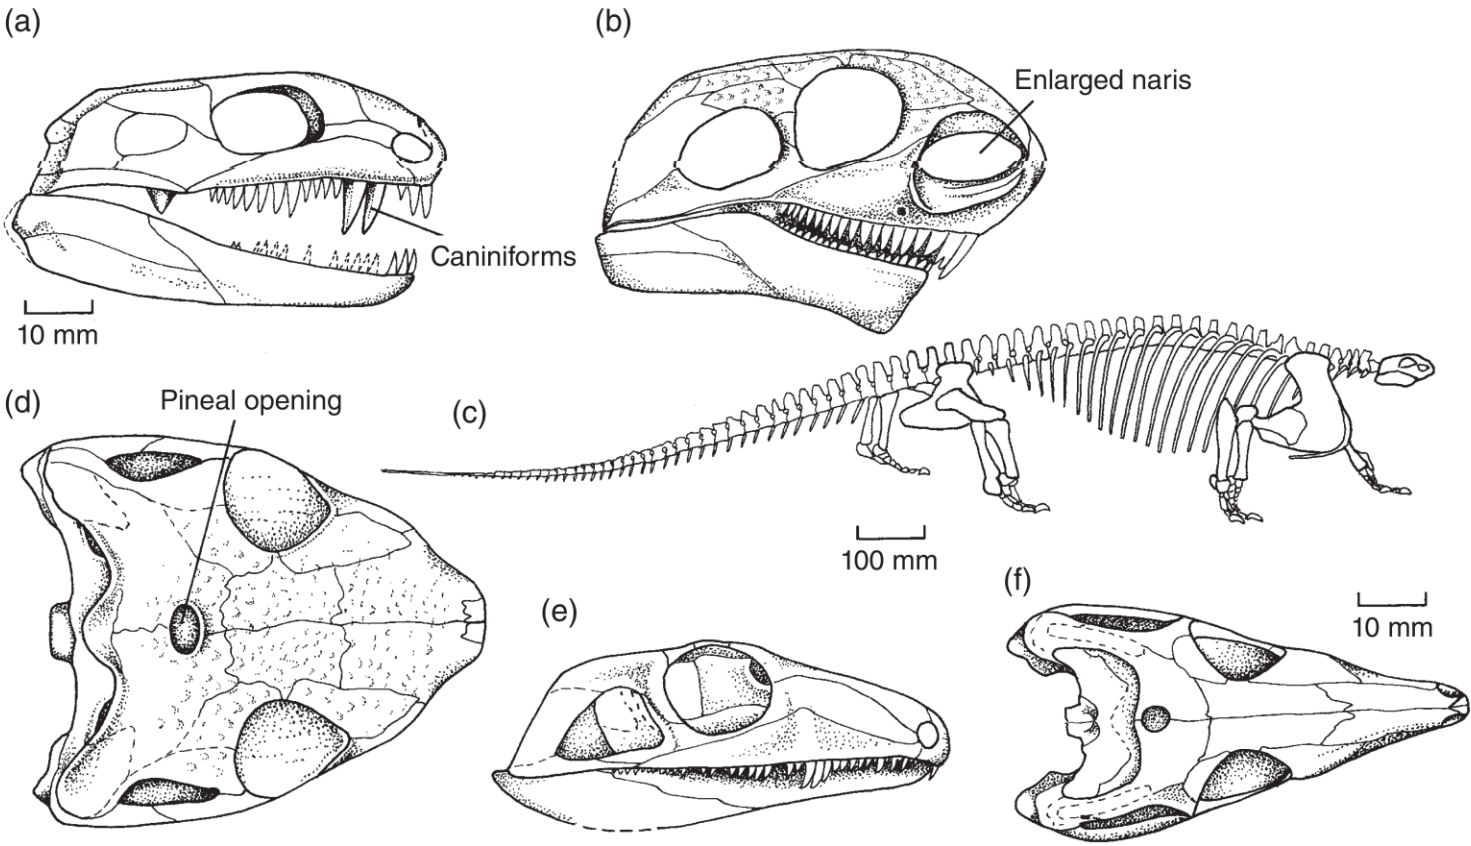 (a)
(b)
Enlarged naris
Caniniforms
10 mm
(d)
Pineal opening
(c)
100 mm
(f)
10 mm
(e)